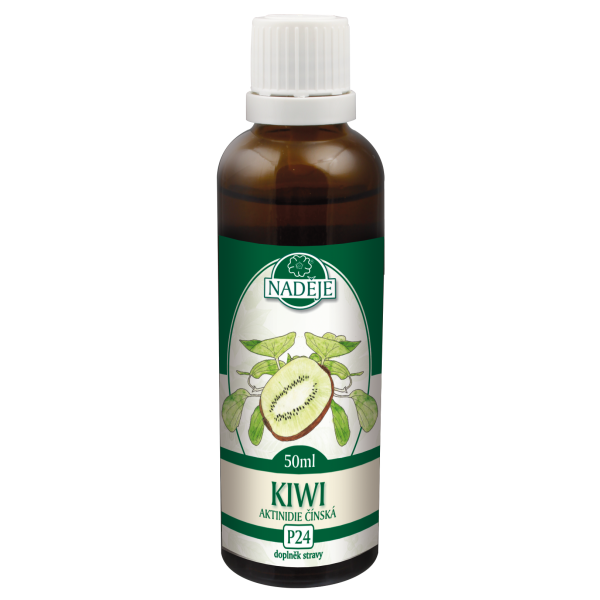 NADĚJE
50ml
KIWI
AKTINIDIE ČÍNSKÁ
P24
doplněk stravy